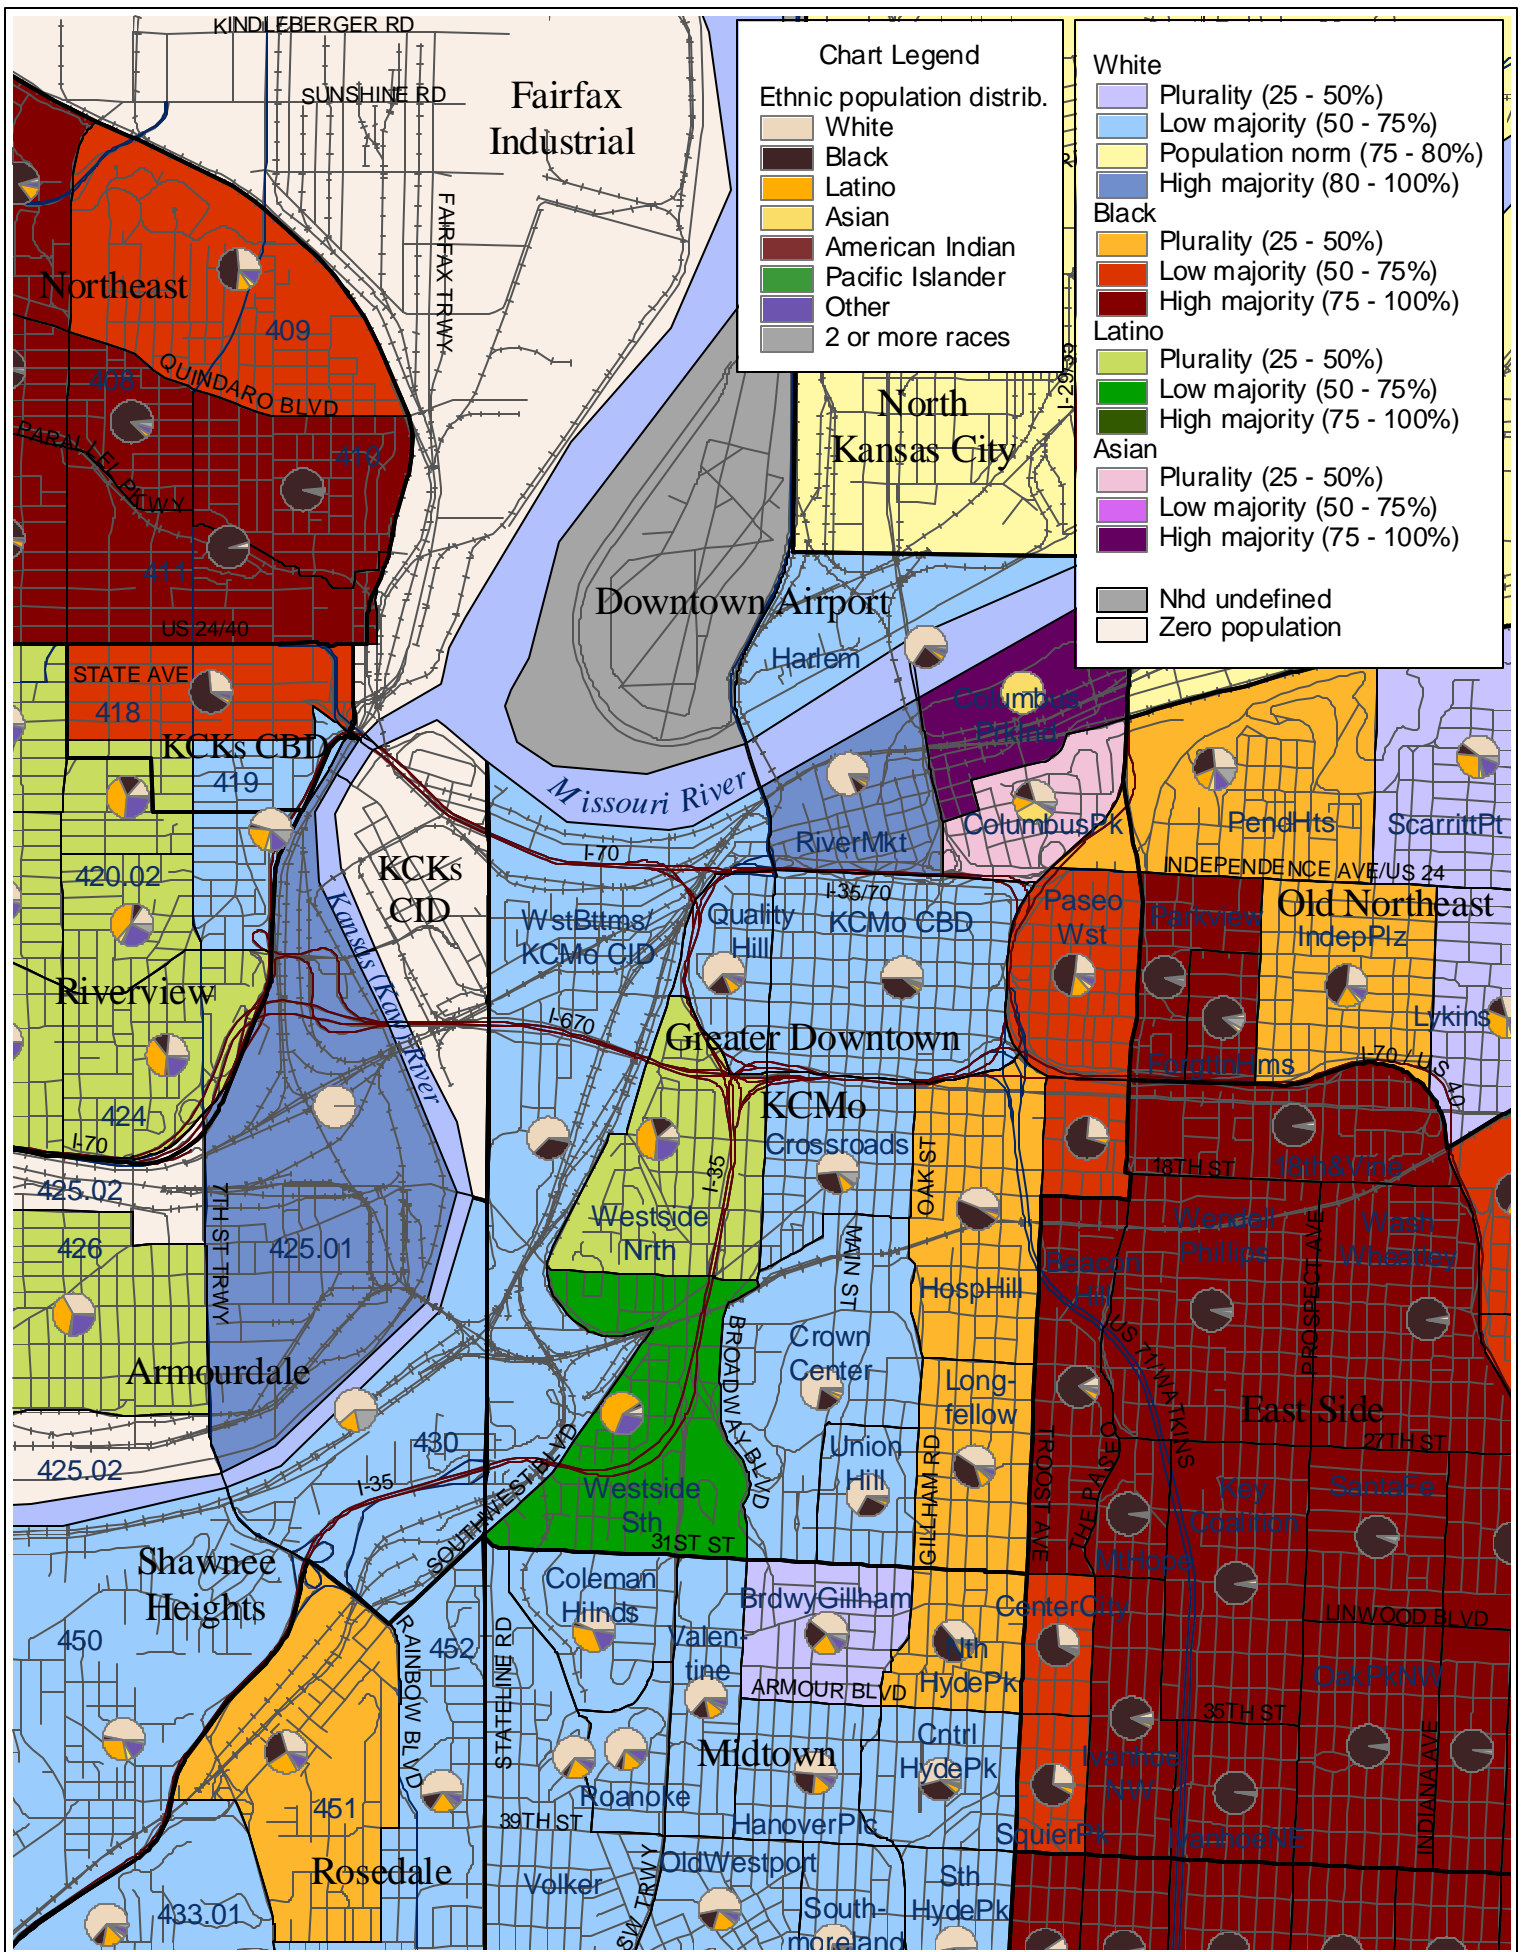 KINDLEBERGER RD
SUNSHINE RD
Fairfax
Industrial
FAIRFAX TRWY
Chart Legend
Ethnic population distrib.
White
Black
Latino
Asian
American Indian
Pacific Islander
Other
2 or more races
White
Plurality (25 - 50%)
Low majority (50 - 75%)
Population norm (75 - 80%)
High majority (80 - 100%)
Black
Plurality (25 - 50%)
Low majority (50 - 75%)
High majority (75 - 100%)
Latino
Plurality (25 - 50%)
Low majority (50 - 75%)
High majority (75 - 100%)
Asian
Plurality (25 - 50%)
Low majority (50 - 75%)
High majority (75 - 100%)
Nhd undefined
Zero population
Northeast
409
408
QUINDARO BLVD
PARALLEL PKWY
410
411
US 24/40
I-29/35
North
Kansas City
Downtown Airport
Harlem
STATE AVE
418
KCKs CBD
419
Missouri River
Columbus
PkInd
RiverMkt
ColumbusPk
PendHts
ScarrittPt
INDEPENDENCE AVE/US 24
I-70
I-35/70
KCKs
CID
420.02
Kansas Kaw River
WstBttms/
KCMo CID
Quality
Hill
KCMo CBD
Paseo
Wst
Parkview
Old Northeast
IndepPlz
Riverview
I-670
Greater Downtown
Lykins
ForgttnHms
I-70 / US 40
424
I-70
KCMo
Crossroads
OAK ST
18TH ST
18th&Vine
425.02
7TH ST TRWY
426
425.01
Westside
Nrth
I-35
MAIN ST
HospHill
Beacon
Hill
Wendell
Phillips
PROSPECT AVE
Wash
Wheatley
US 71/WATKINS
Armourdale
BROADWAY BLVD
Crown
Center
Long-
fellow
East Side
27TH ST
425.02
430
I-35
SOUTHWEST BLVD
Union
Hill
GILLHAM RD
TROOST AVE
THE PASEO
Key
Coalition
SantaFe
Westside
Sth
31ST ST
MtHope
Shawnee
Heights
Coleman
Hilnds
BrdwyGillham
CenterCity
LINWOOD BLVD
450
RAINBOW BLVD
452
STATELINE RD
Valen-
tine
ARMOUR BLVD
Nth
HydePk
OakPkNW
35TH ST
Midtown
Cntrl
HydePk
Ivanhoe
NW
INDIANA AVE
Roanoke
451
39TH ST
HanoverPlc
SquierPk
IvanhoeNE
Rosedale
Volker
SW TRWY
OldWestport
Sth
HydePk
433.01
South-
moreland